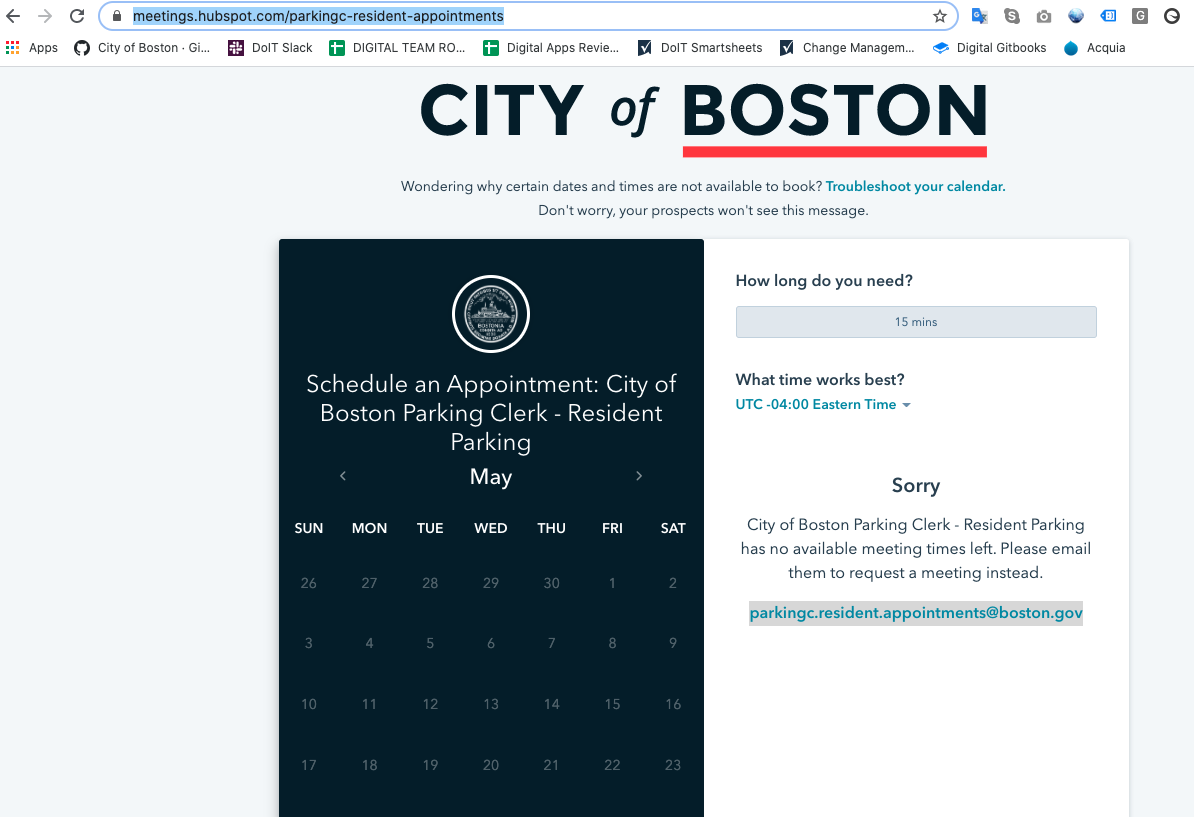 meetings.hubspot.com/parkingc-resident-appointments
G
Apps
City of Boston · Gi...
DoIT Slack
DIGITAL TEAM RO...
Digital Apps Revie...
DoIT Smartsheets
Change Managem...
Digital Gitbooks
Acquia
CITY of BOSTON
Wondering why certain dates and times are not available to book? Troubleshoot your calendar.
Don't worry, your prospects won't see this message.
BOSTONIA
Schedule an Appointment: City of
Boston Parking Clerk - Resident
Parking
May
SUN MON TUE WED THU FRI SAT
26 27 28 29 30 1 2
3 4 5 6 7 8 9
10 11 12 13 14 15 16
17 18 19 20 21 22 23
How long do you need?
15 mins
What time works best?
UTC -04:00 Eastern Time
Sorry
City of Boston Parking Clerk - Resident Parking
has no available meeting times left. Please email
them to request a meeting instead.
parkingc.resident.appointments@boston.gov